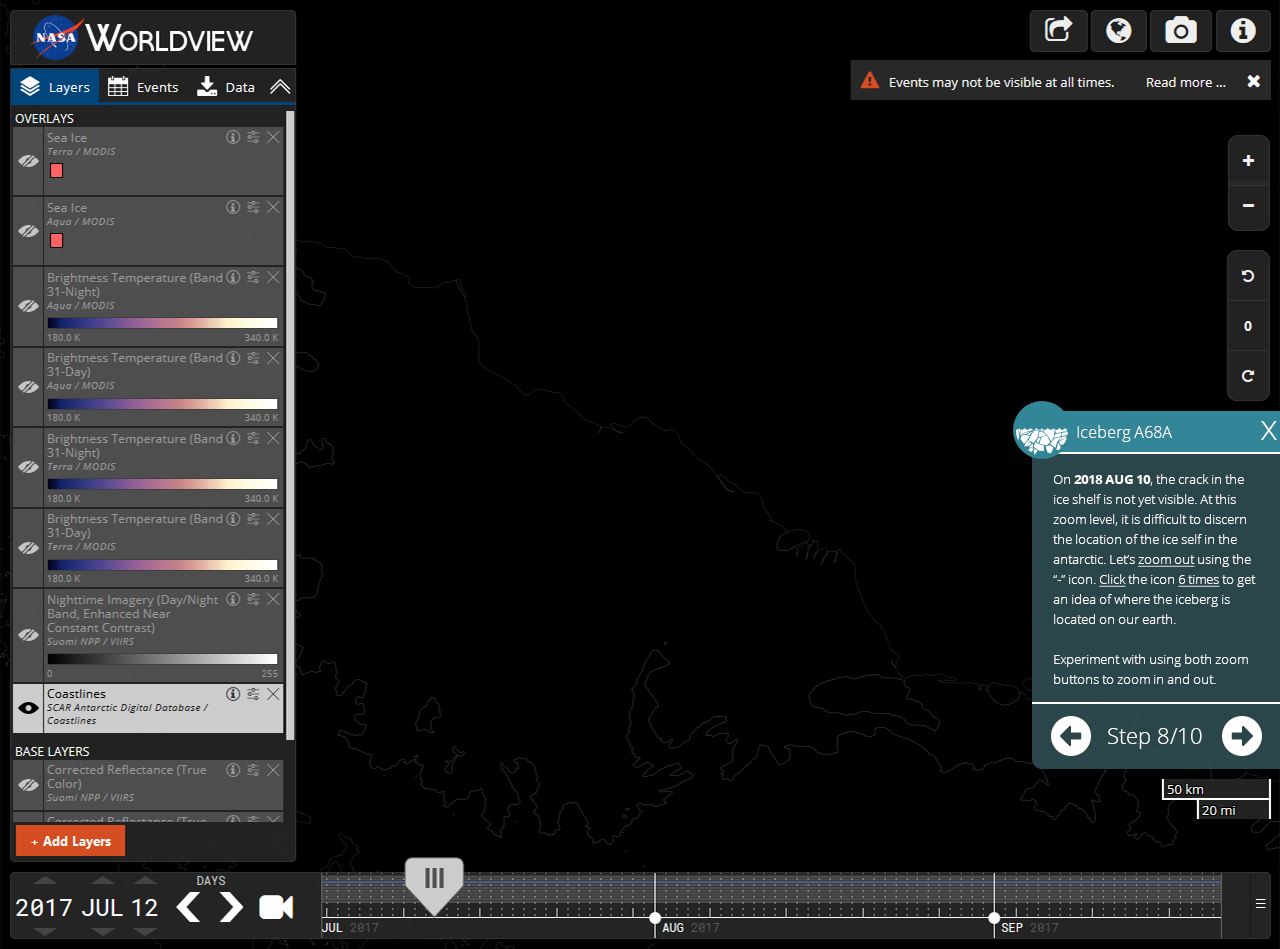 NASA WORLDVIEW
Layers Events Data
Events may not be visible at all times. Read more ...
OVERLAYS
Sea Ice
Terra / MODIS
Sea Ice
Aqua / MODIS
Brightness Temperature (Band
31-Night)
Aqua / MODIS
180.0 K 340.0 K
Brightness Temperature (Band
31-Day)
Aqua / MODIS
180.0 K 340.0 K
Brightness Temperature (Band
31-Night)
Terra / MODIS
180.0 K 340.0 K
Brightness Temperature (Band
31-Day)
Terra / MODIS
180.0 K 340.0 K
Nighttime Imagery (Day/Night
Band, Enhanced Near
Constant Contrast)
Suomi NPP / VIIRS
0 255
Coastlines
SCAR Antarctic Digital Database /
Coastlines
BASE LAYERS
Corrected Reflectance (True
Color)
Suomi NPP / VIIRS
Corrected Reflectance (True
+ Add Layers
+
−
0
Iceberg A68A X
On 2018 AUG 10, the crack in the
ice shelf is not yet visible. At this
zoom level, it is difficult to discern
the location of the ice self in the
antarctic. Let's zoom out using the
"-" icon. Click the icon 6 times to get
an idea of where the iceberg is
located on our earth.
Experiment with using both zoom
buttons to zoom in and out.
Step 8/10
50 km
20 mi
DAYS
2017 JUL 12
JUL 2017 AUG 2017 SEP 2017